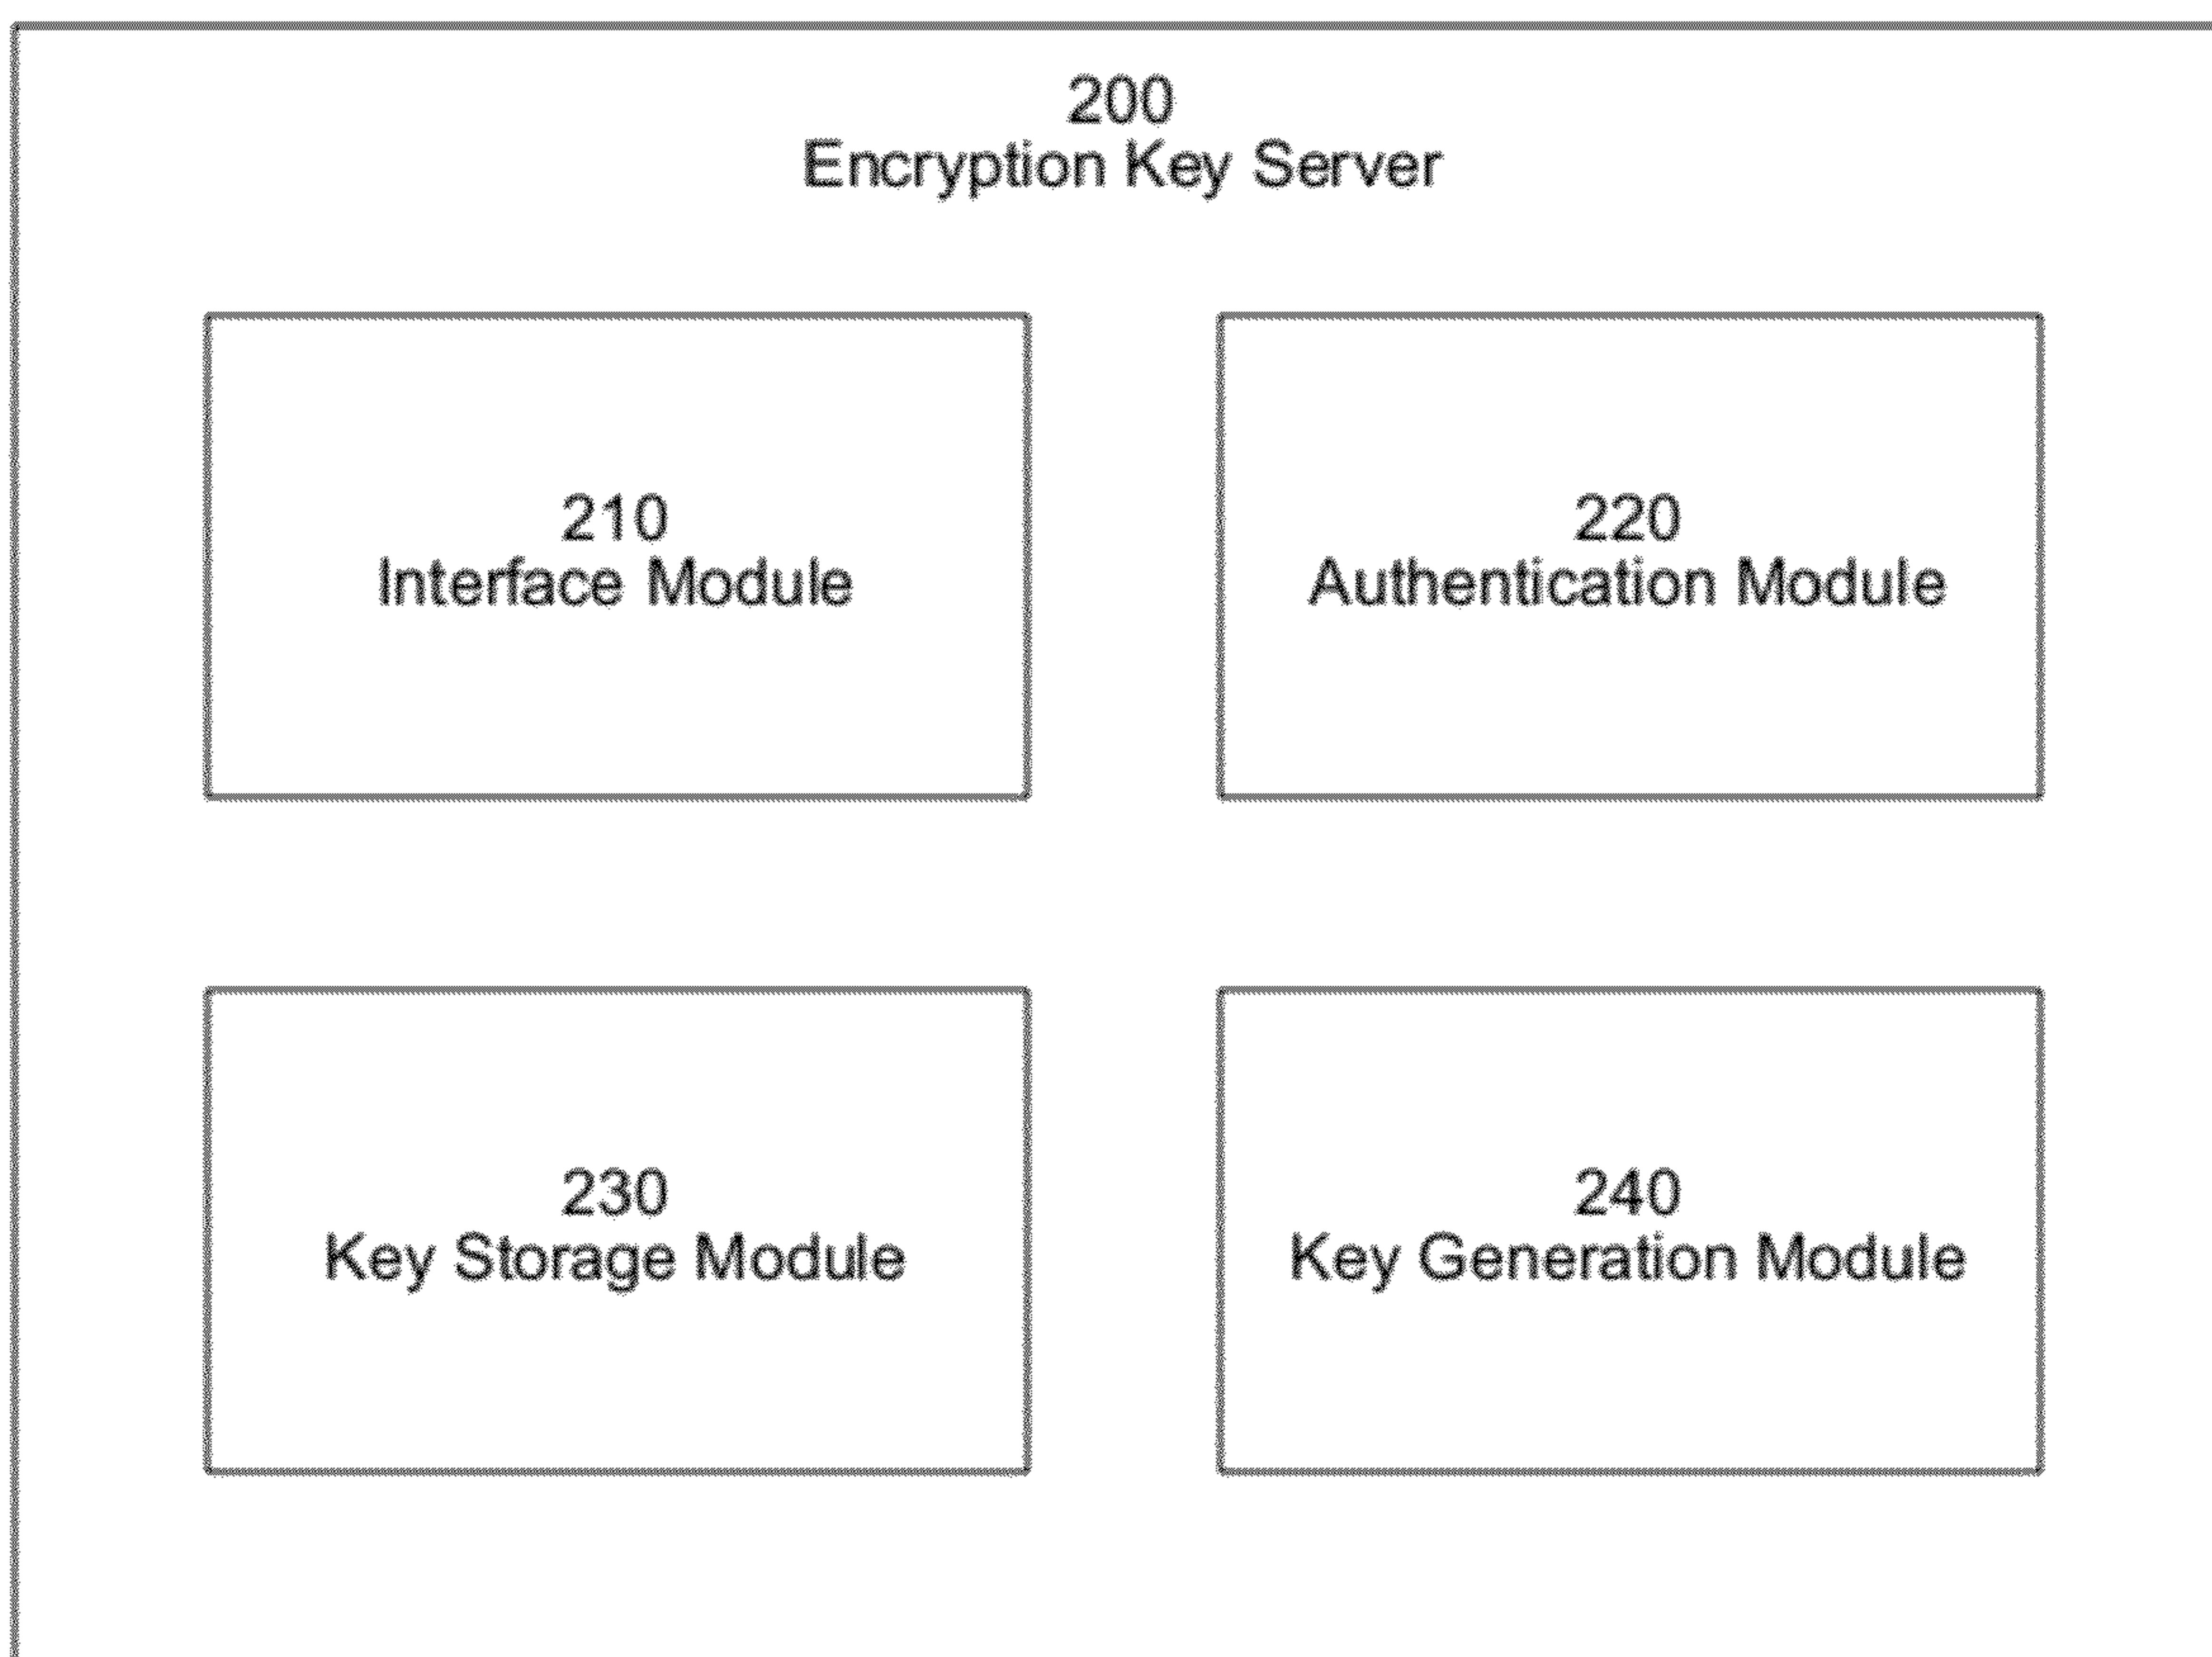 200
Encryption Key Server
210
Interface Module
220
Authentication Module
230
Key Storage Module
240
Key Generation Module